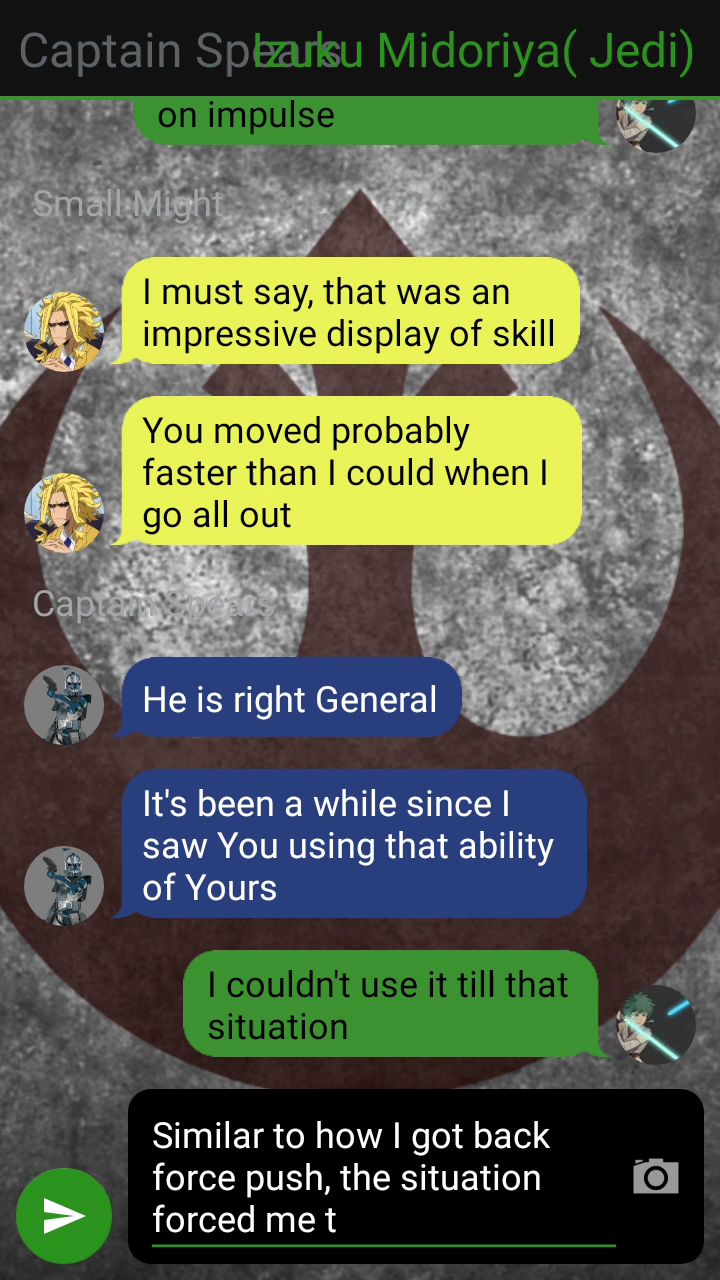 Captain Spears
Izuku Midoriya( Jedi)
on impulse
Small Might
I must say, that was an
impressive display of skill
You moved probably
faster than I could when I
go all out
Captain Spears
He is right General
It's been a while since I
saw You using that ability
of Yours
I couldn't use it till that
situation
Similar to how I got back
force push, the situation
forced me t